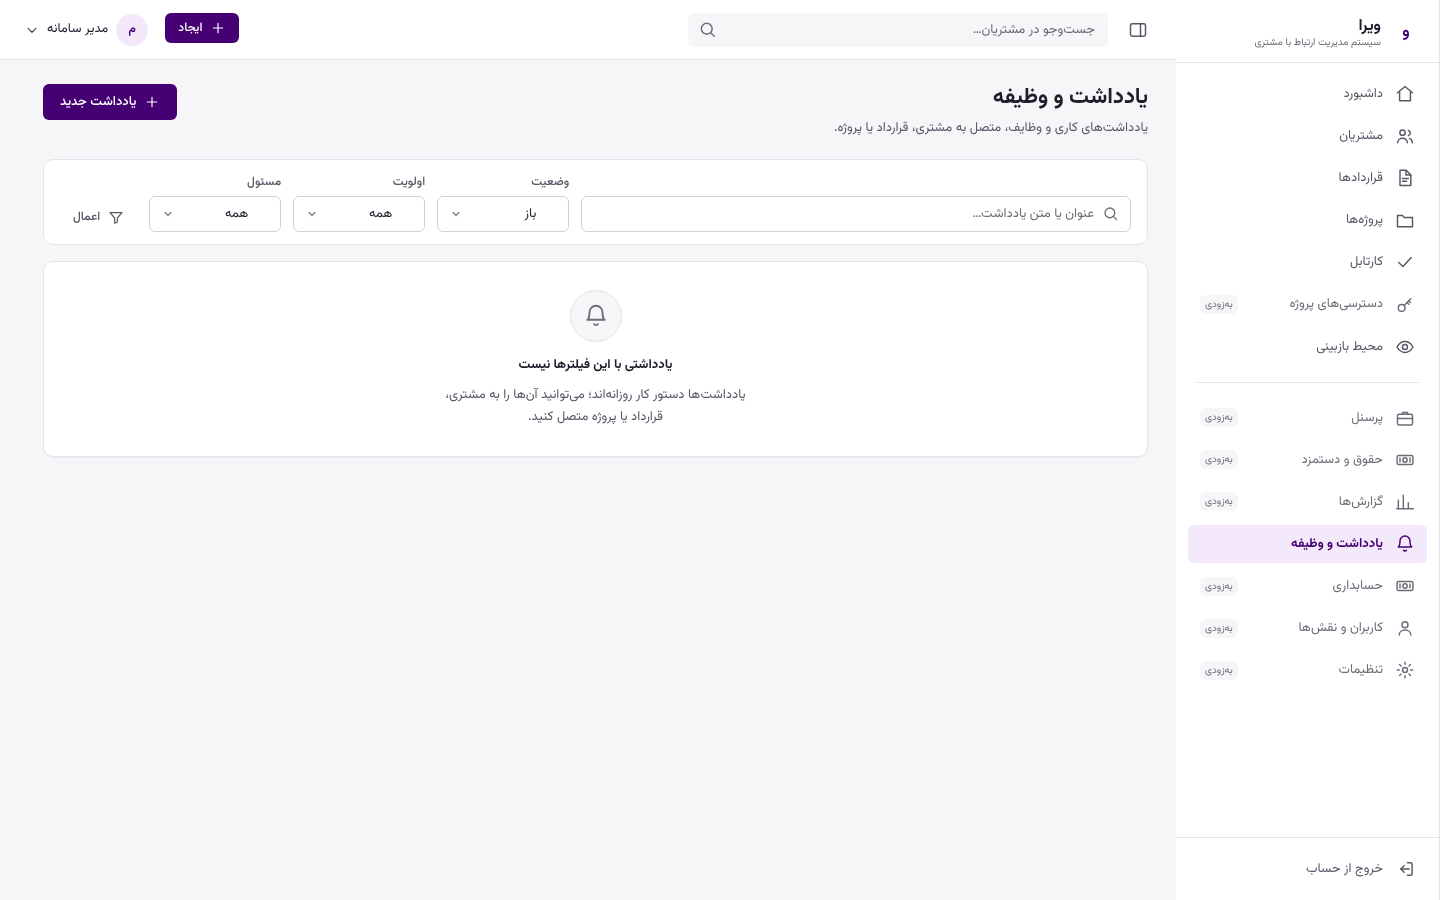 و
ویرا
سیستم مدیریت ارتباط با مشتری
داشبورد
مشتریان
قراردادها
پروژه‌ها
کارتابل
دسترسی‌های پروژه
به‌زودی
محیط بازبینی
پرسنل
به‌زودی
حقوق و دستمزد
به‌زودی
گزارش‌ها
به‌زودی
یادداشت و وظیفه
حسابداری
به‌زودی
کاربران و نقش‌ها
به‌زودی
تنظیمات
به‌زودی
خروج از حساب
جست‌وجو در مشتریان...
ایجاد
م
مدیر سامانه
یادداشت و وظیفه
یادداشت‌های کاری و وظایف، متصل به مشتری، قرارداد یا پروژه.
یادداشت جدید
عنوان یا متن یادداشت...
وضعیت
باز
اولویت
همه
مسئول
همه
اعمال
یادداشتی با این فیلترها نیست
یادداشت‌ها دستور کار روزانه‌اند؛ می‌توانید آن‌ها را به مشتری،
قرارداد یا پروژه متصل کنید.